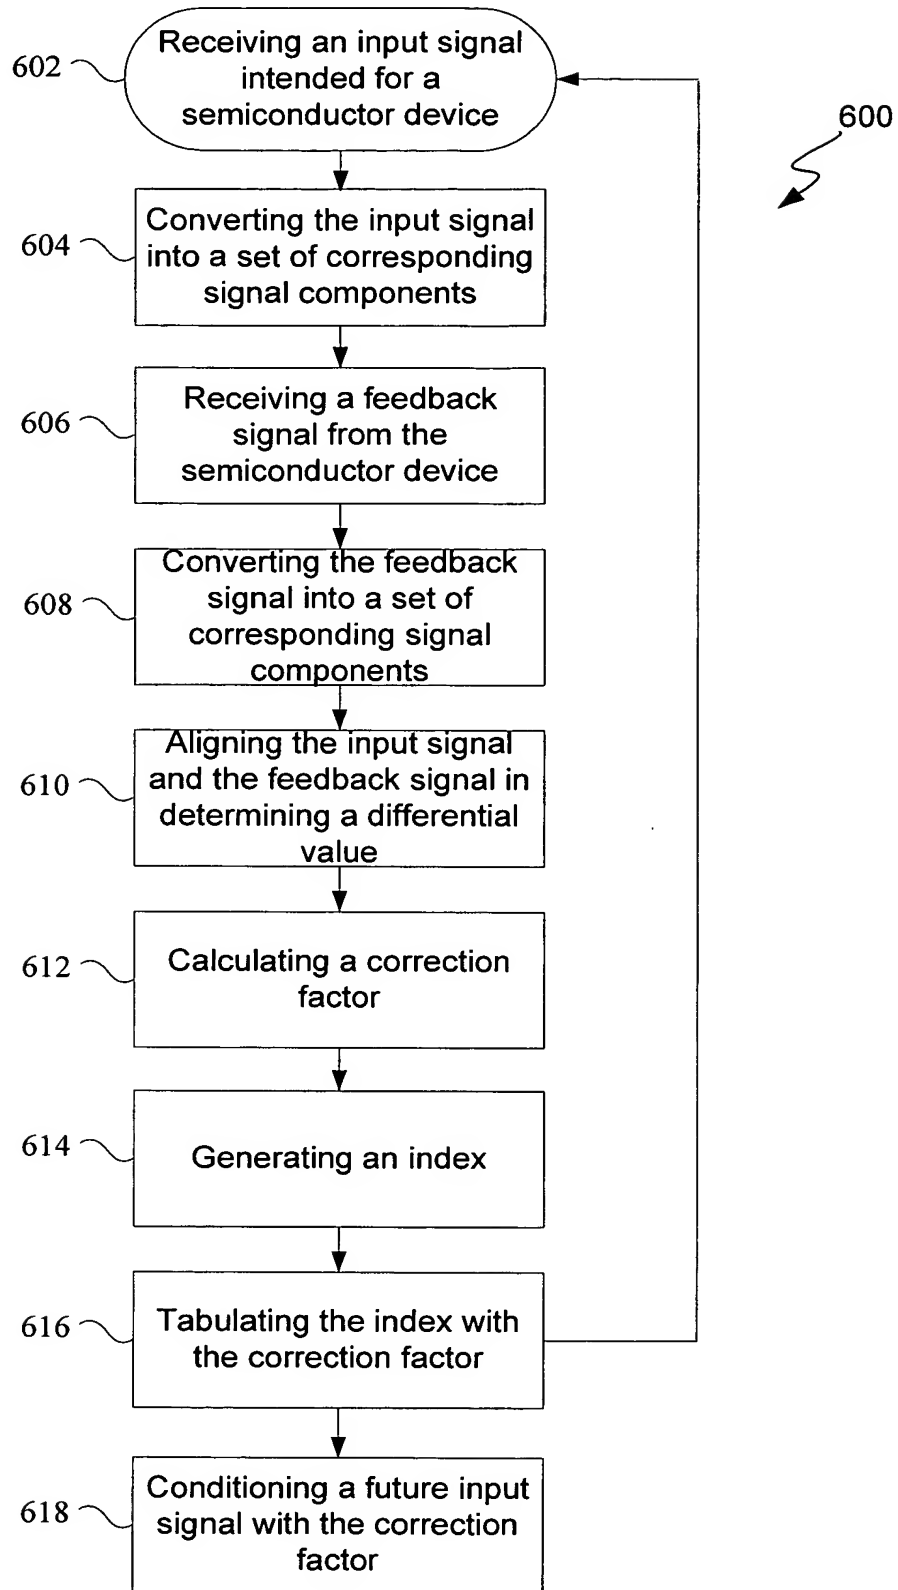 602
Receiving an input signal
intended for a
semiconductor device
600
604
Converting the input signal
into a set of corresponding
signal components
606
Receiving a feedback
signal from the
semiconductor device
608
Converting the feedback
signal into a set of
corresponding signal
components
610
Aligning the input signal
and the feedback signal in
determining a differential
value
612
Calculating a correction
factor
614
Generating an index
616
Tabulating the index with
the correction factor
618
Conditioning a future input
signal with the correction
factor